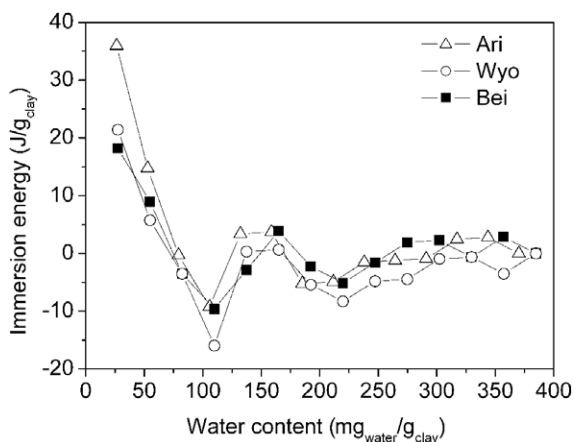 Immersion energy (J/g_clay)
40
30
20
10
0
-10
-20
Ari
Wyo
Bei
0 50 100 150 200 250 300 350 400
Water content (mg_water/g_clay)